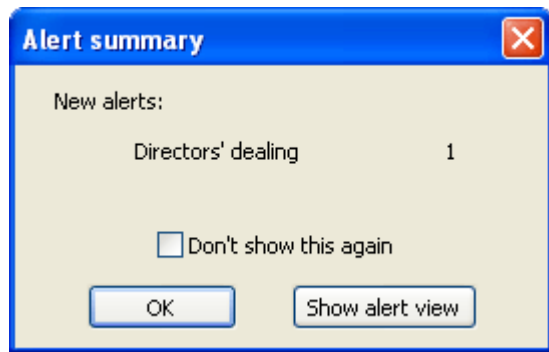 Alert summary
New alerts:
Directors' dealing 1
Don't show this again
OK Show alert view